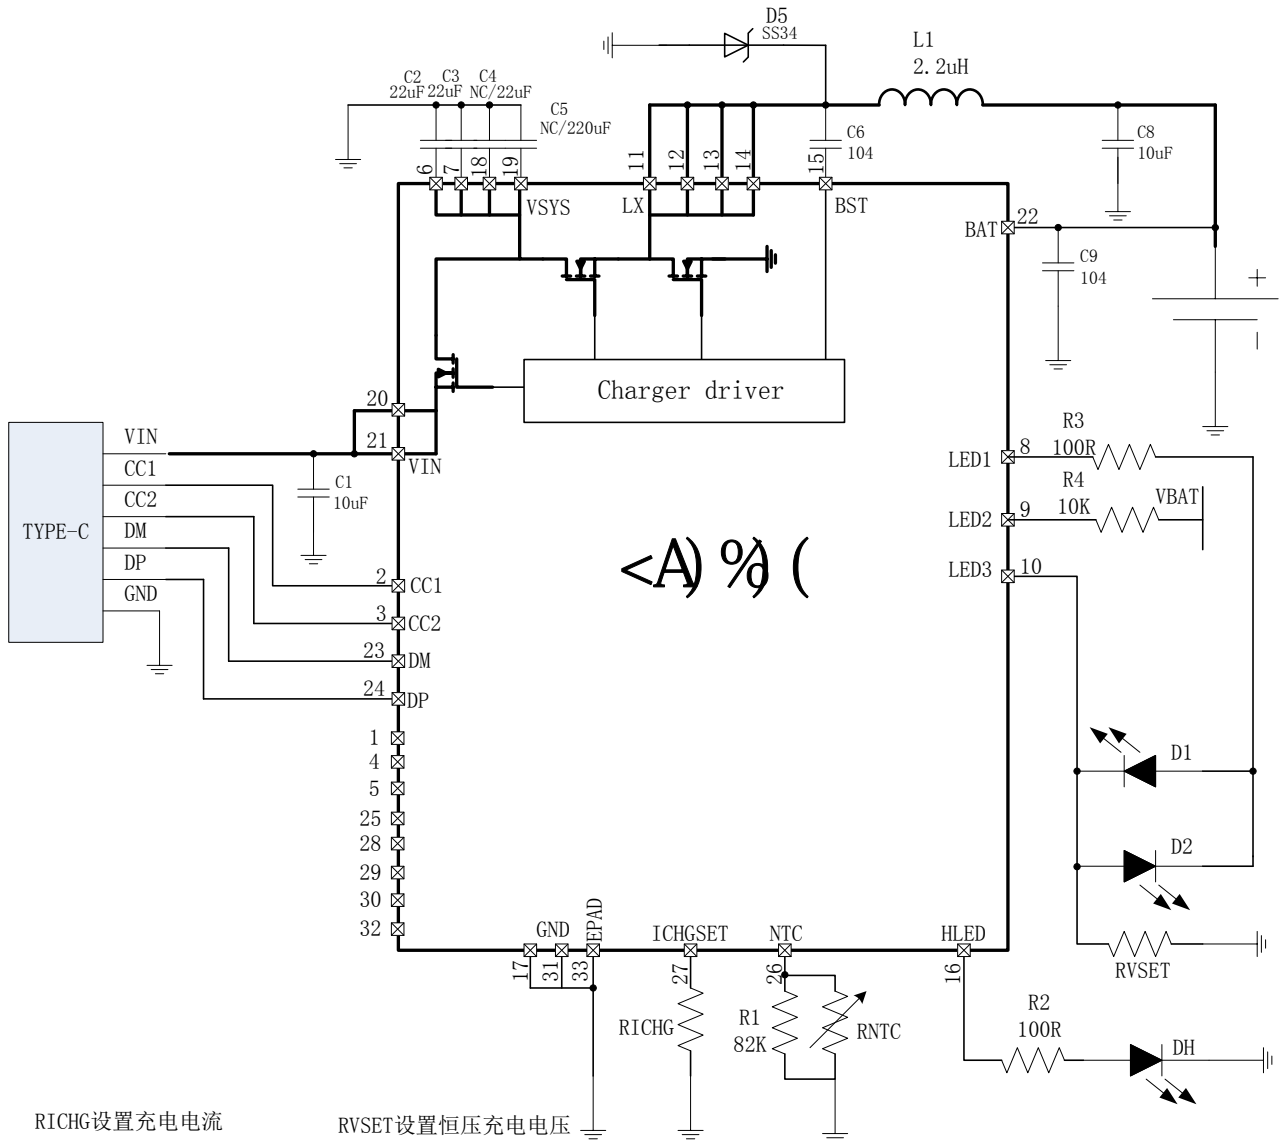 D5
SS34
L1
2.2uH
C2
22uF
C3
22uF
C4
NC/22uF
C5
NC/220uF
C6
104
C8
10uF
6
7
18
19
11
12
13
14
15
VSYS
LX
BST
BAT
22
C9
104
+
−
Charger driver
20
21
VIN
TYPE-C
VIN
CC1
CC2
DM
DP
GND
C1
10uF
2
CC1
3
CC2
23
DM
24
DP
1
4
5
25
28
29
30
32
<A)%)(
LED1
8
R3
100R
LED2
9
R4
10K
VBAT
LED3
10
D1
D2
RVSET
GND
EPAD
ICHGSET
NTC
HLED
17
31
33
27
26
16
RICHG
R1
82K
RNTC
R2
100R
DH
RICHG设置充电电流
RVSET设置恒压充电电压